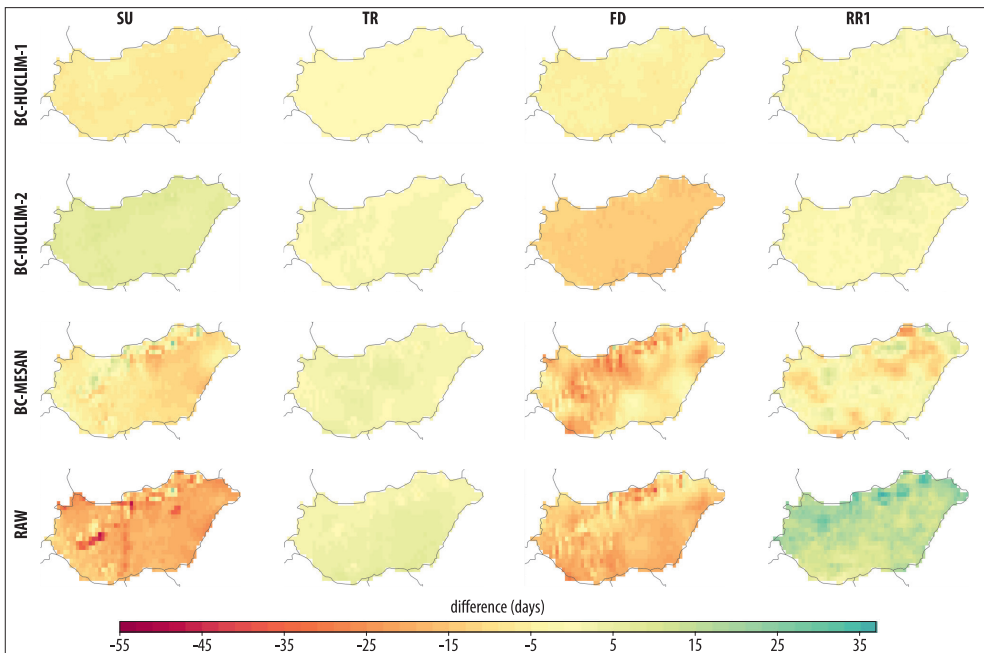 SU TR FD RR1
BC-HUCLIM-1
BC-HUCLIM-2
BC-MESAN
RAW
difference (days)
-55 -45 -35 -25 -15 -5 5 15 25 35